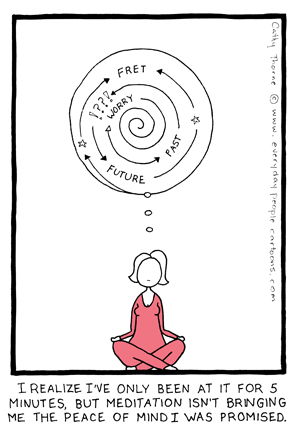 FRET
!???
WORRY
PAST
FUTURE
Cathy Thorne © www.everydaypeoplecartoons.com
I REALIZE I'VE ONLY BEEN AT IT FOR 5
MINUTES, BUT MEDITATION ISN'T BRINGING
ME THE PEACE OF MIND I WAS PROMISED.